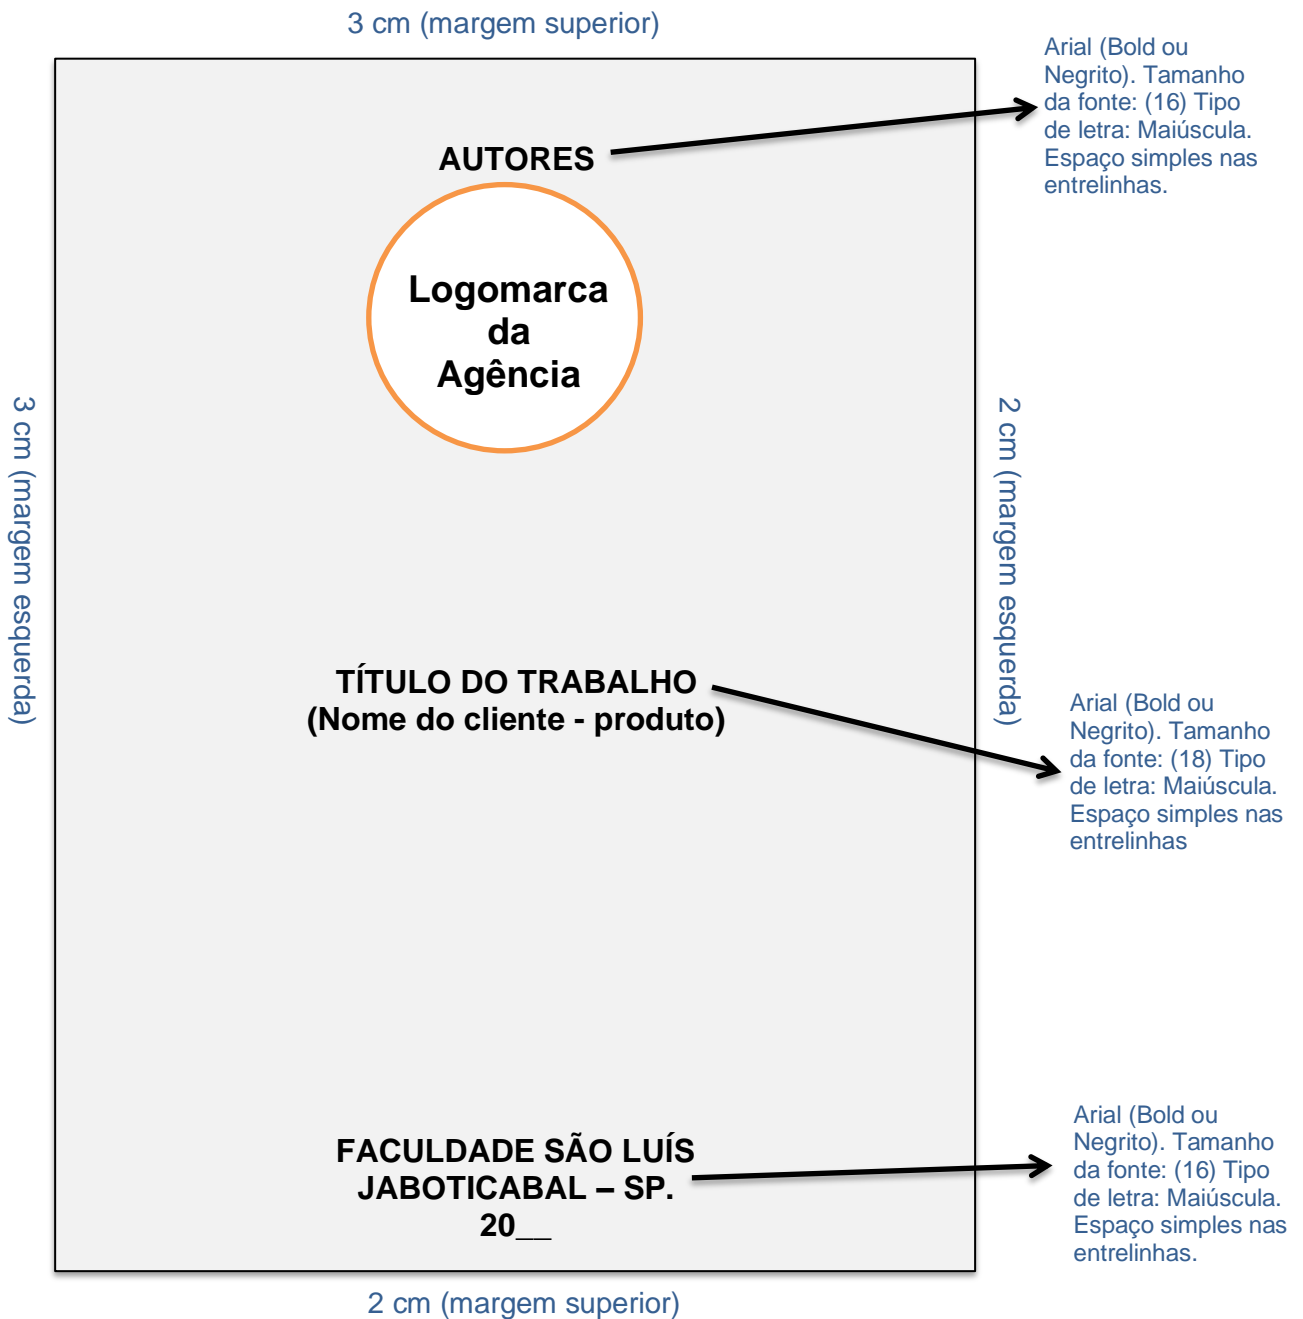 3 cm (margem superior)
Arial (Bold ou
Negrito). Tamanho
da fonte: (16) Tipo
de letra: Maiúscula.
Espaço simples nas
entrelinhas.
AUTORES
Logomarca
da
Agência
3 cm (margem esquerda)
2 cm (margem esquerda)
TÍTULO DO TRABALHO
(Nome do cliente - produto)
Arial (Bold ou
Negrito). Tamanho
da fonte: (18) Tipo
de letra: Maiúscula.
Espaço simples nas
entrelinhas
FACULDADE SÃO LUÍS
JABOTICABAL – SP.
20__
Arial (Bold ou
Negrito). Tamanho
da fonte: (16) Tipo
de letra: Maiúscula.
Espaço simples nas
entrelinhas.
2 cm (margem superior)